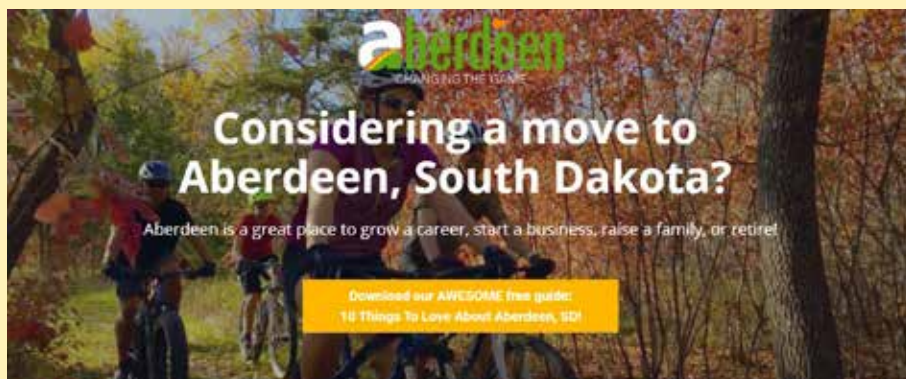 aberdeen
CHANGING THE GAME
Considering a move to
Aberdeen, South Dakota?
Aberdeen is a great place to grow a career, start a business, raise a family, or retire!
Download our AWESOME free guide:
10 Things To Love About Aberdeen, SD!